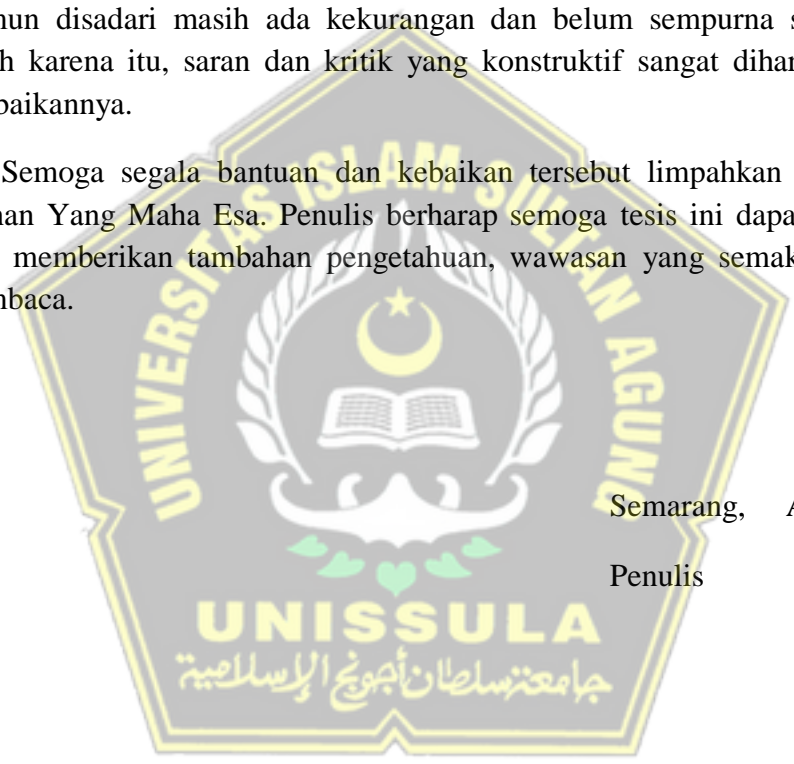 nun disadari masih ada kekurangan dan belum sempurna s
h karena itu, saran dan kritik yang konstruktif sangat dihar
baikannya.
Semoga segala bantuan dan kebaikan tersebut limpahkan
han Yang Maha Esa. Penulis berharap semoga tesis ini dapa
memberikan tambahan pengetahuan, wawasan yang semak
nbaca.
UNIVERSITAS ISLAM SULTAN AGUNG
Semarang, A
Penulis
UNISSULA
جامعة سلطان أجونج الإسلامية